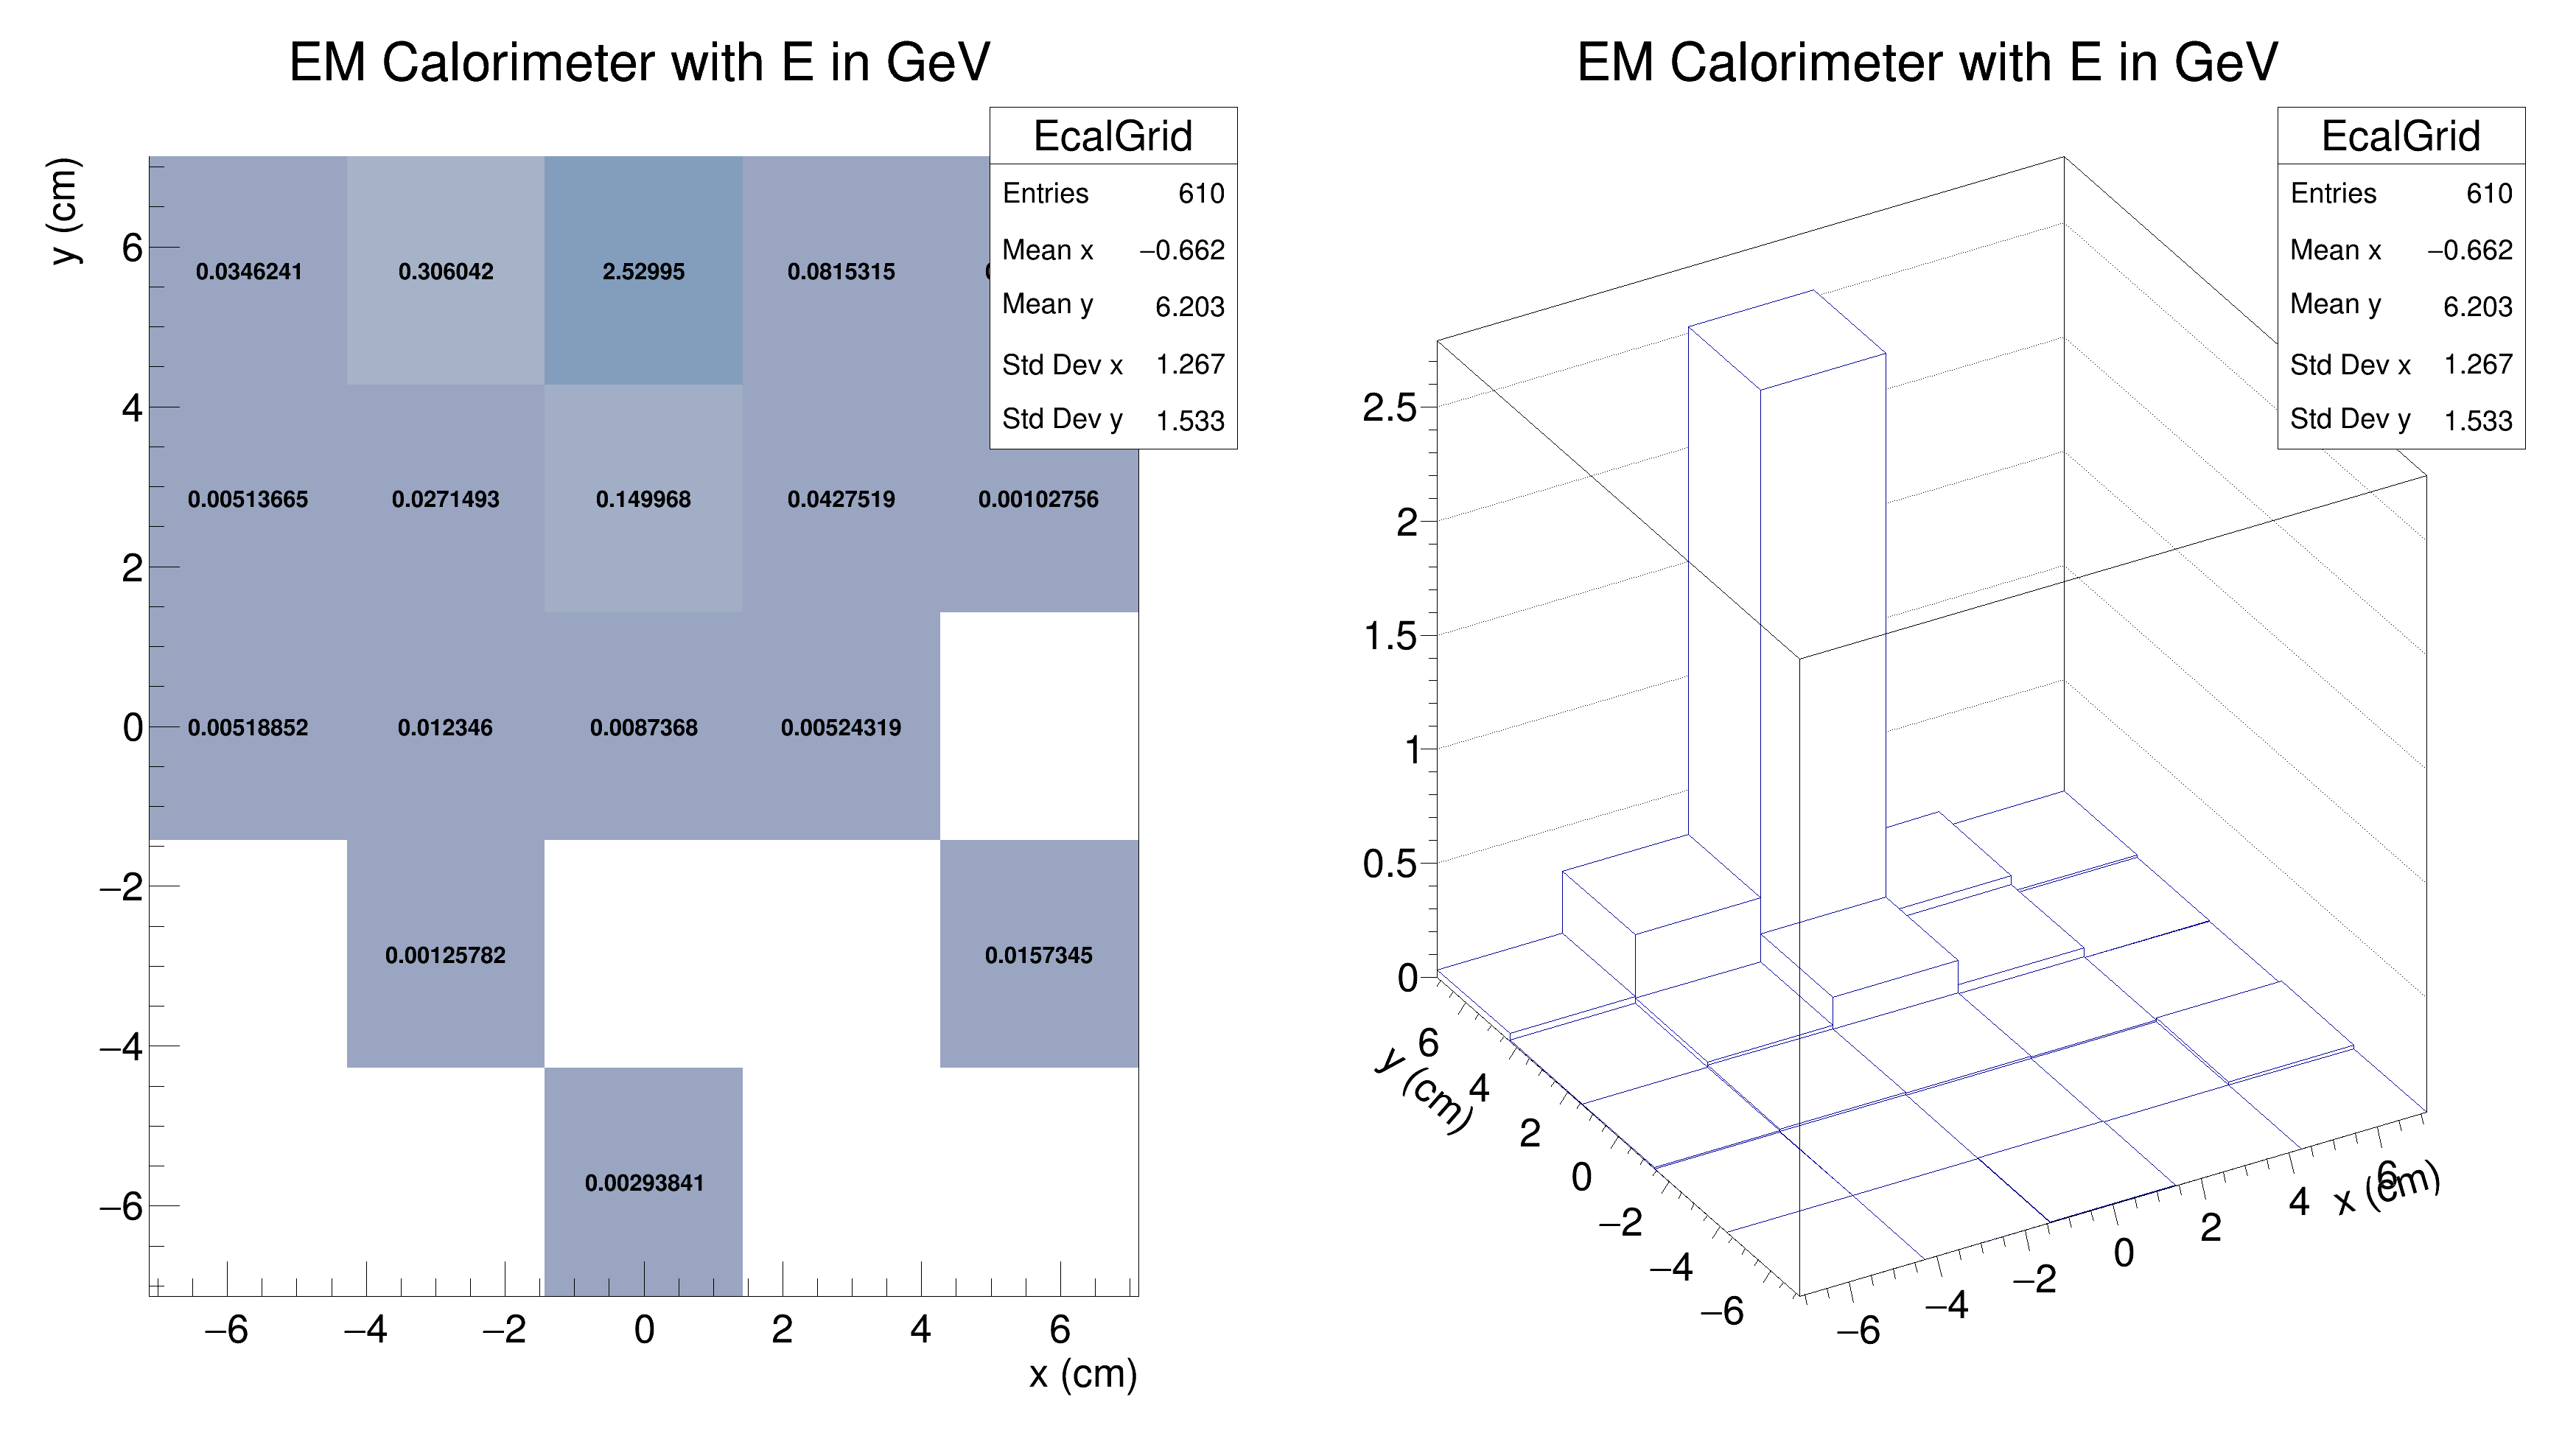 EM Calorimeter with E in GeV
EcalGrid
Entries 610
Mean x −0.662
Mean y 6.203
Std Dev x 1.267
Std Dev y 1.533
y (cm)
6
4
2
0
−2
−4
−6
0.0346241 0.306042 2.52995 0.0815315
0.00513665 0.0271493 0.149968 0.0427519 0.00102756
0.00518852 0.012346 0.0087368 0.00524319
0.00125782 0.0157345
0.00293841
−6 −4 −2 0 2 4 6
x (cm)
EM Calorimeter with E in GeV
EcalGrid
Entries 610
Mean x −0.662
Mean y 6.203
Std Dev x 1.267
Std Dev y 1.533
2.5
2
1.5
1
0.5
0
6
4
2
0
−2
−4
−6
y (cm)
−6
−4
−2
0
2
4
6
x (cm)